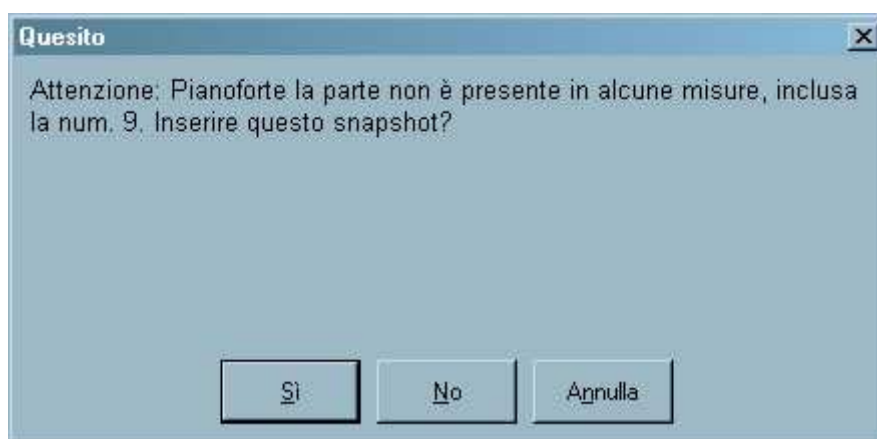 Quesito
Attenzione: Pianoforte la parte non è presente in alcune misure, inclusa
la num. 9. Inserire questo snapshot?
Sì
No
Annulla